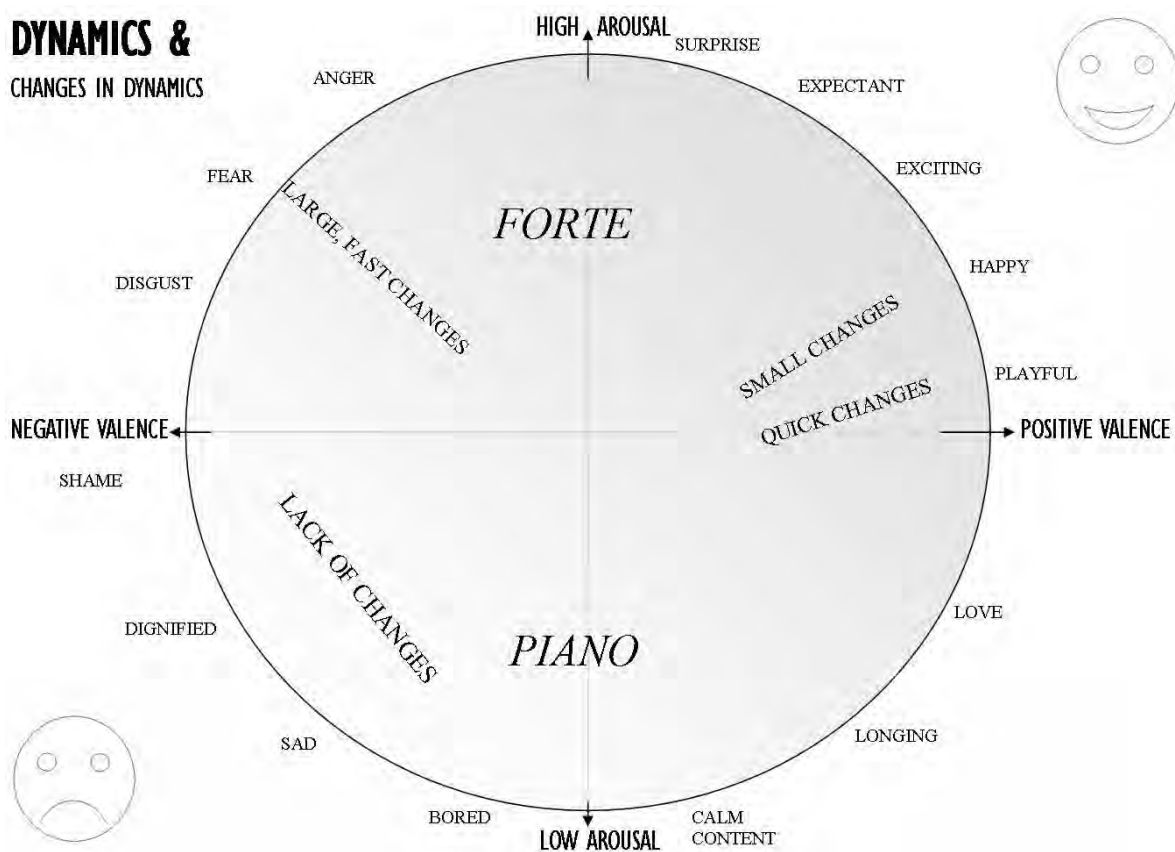 DYNAMICS &
CHANGES IN DYNAMICS
HIGH AROUSAL
SURPRISE
ANGER
EXPECTANT
FEAR
EXCITING
LARGE, FAST CHANGES
FORTE
DISGUST
HAPPY
SMALL CHANGES
PLAYFUL
QUICK CHANGES
NEGATIVE VALENCE
POSITIVE VALENCE
SHAME
LACK OF CHANGES
LOVE
DIGNIFIED
PIANO
LONGING
SAD
BORED
CALM
CONTENT
LOW AROUSAL